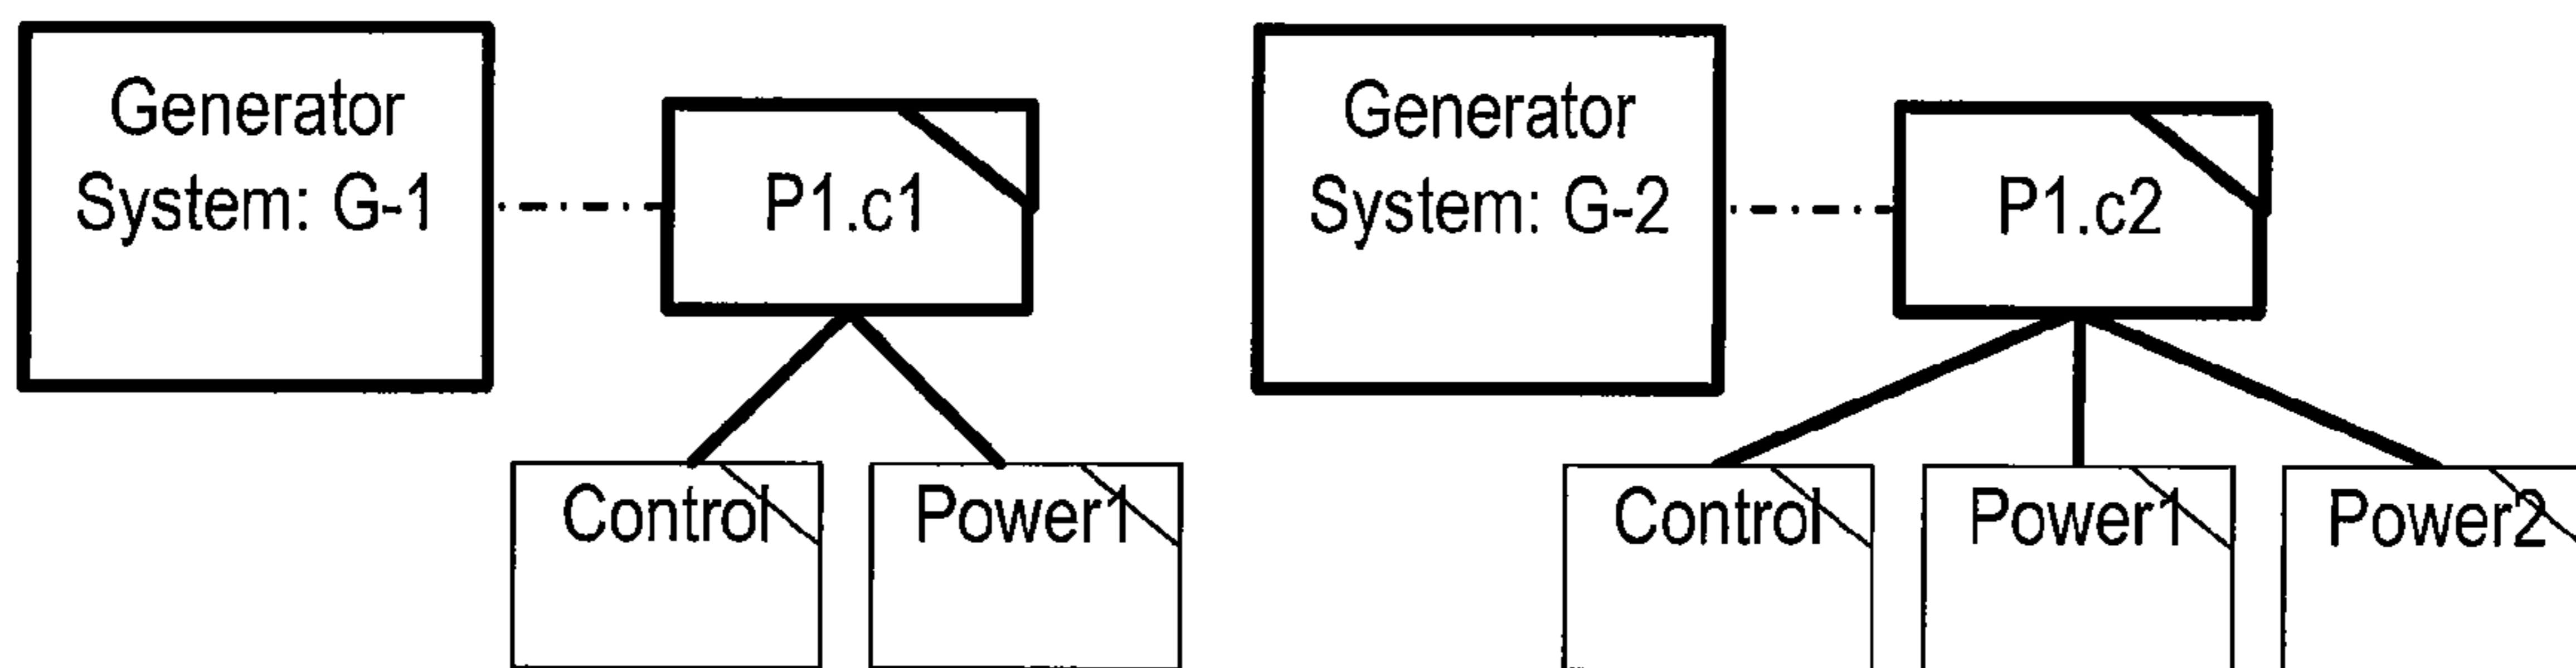 Generator
System: G-1
P1.c1
Control
Power1
Generator
System: G-2
P1.c2
Control
Power1
Power2